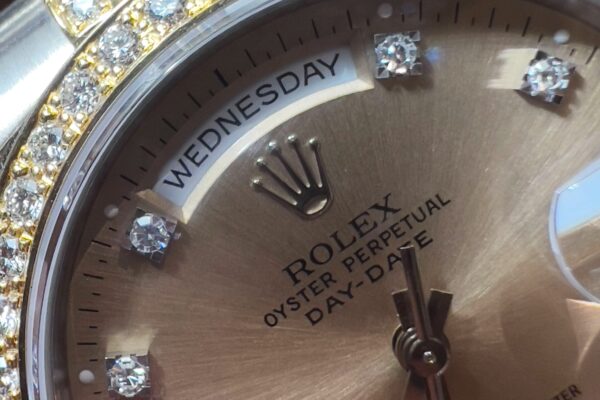 WEDNESDAY
ROLEX
OYSTER PERPETUAL
DAY-DATE